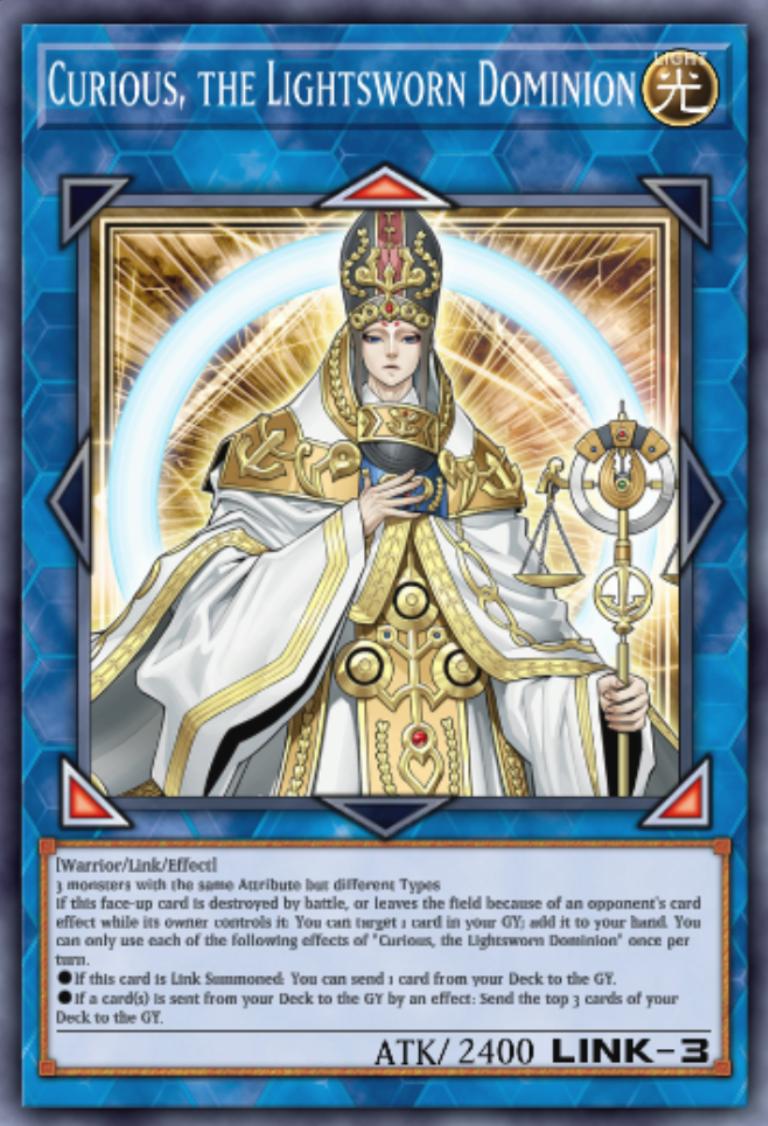 CURIOUS, THE LIGHTSWORN DOMINION
LIGHT
光
[Warrior/Link/Effect]
3 monsters with the same Attribute but different Types
If this face-up card is destroyed by battle, or leaves the field because of an opponent's card
effect while its owner controls it: You can target 1 card in your GY; add it to your hand. You
can only use each of the following effects of "Curious, the Lightsworn Dominion" once per
turn.
●If this card is Link Summoned: You can send 1 card from your Deck to the GY.
●If a card(s) is sent from your Deck to the GY by an effect: Send the top 3 cards of your
Deck to the GY.
ATK/ 2400 LINK-3